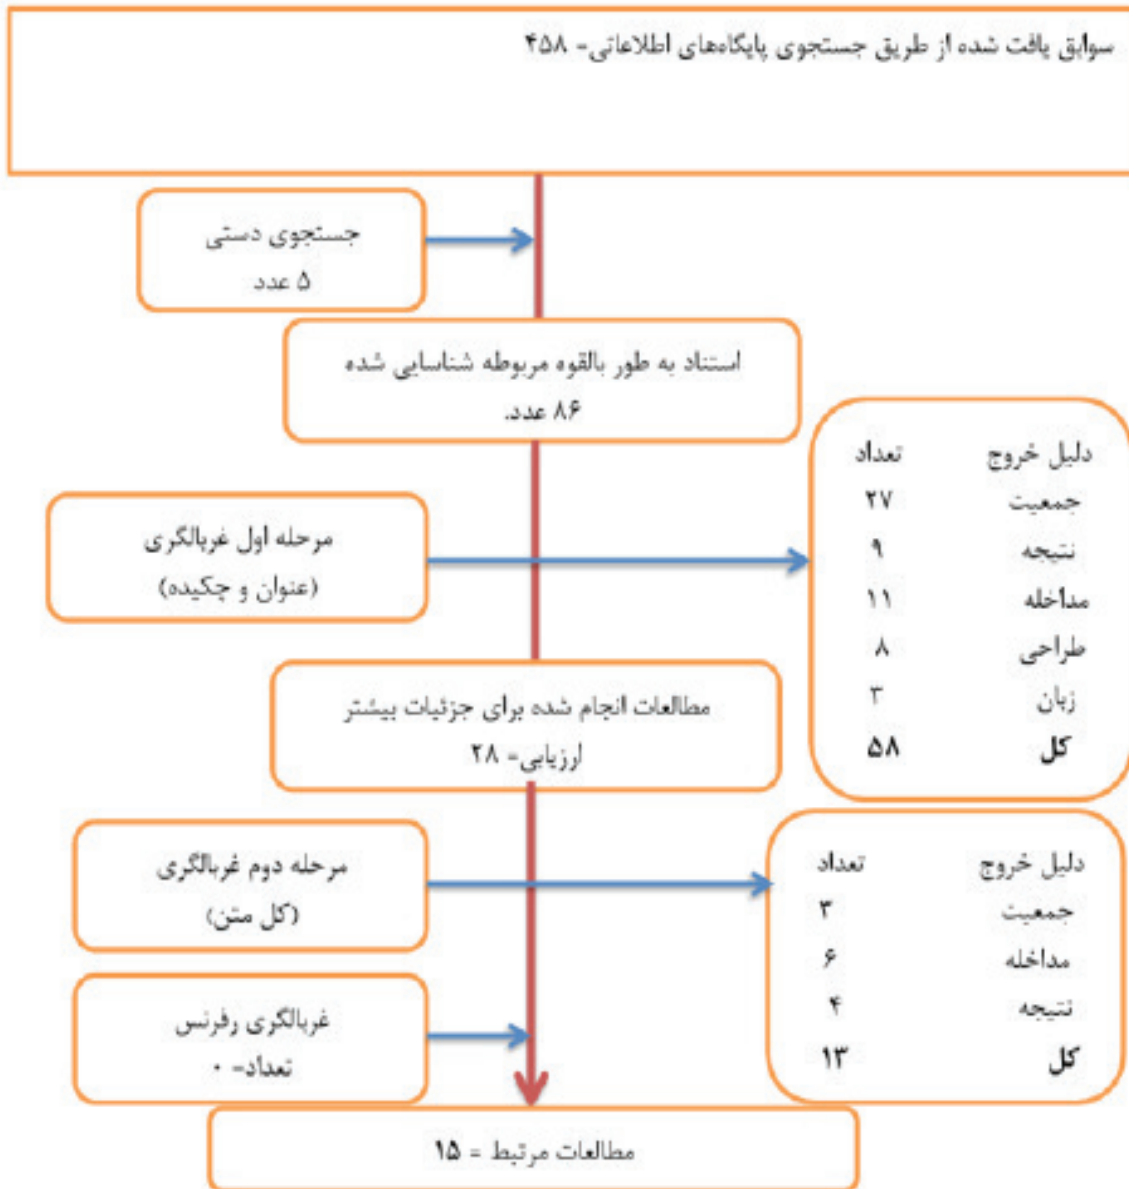 سوابق یافت شده از طریق جستجوی پایگاه‌های اطلاعاتی- ۴۵۸
جستجوی دستی
۵ عدد
استناد به طور بالقوه مربوطه شناسایی شده
۸۶ عدد.
مرحله اول غربالگری
(عنوان و چکیده)
دلیل خروج تعداد
جمعیت ۲۷
نتیجه ۹
مداخله ۱۱
طراحی ۸
زبان ۳
کل ۵۸
مطالعات انجام شده برای جزئیات بیشتر
ارزیابی- ۲۸
مرحله دوم غربالگری
(کل متن)
دلیل خروج تعداد
جمعیت ۳
مداخله ۶
نتیجه ۴
کل ۱۳
غربالگری رفرنس
تعداد- ۰
مطالعات مرتبط = ۱۵